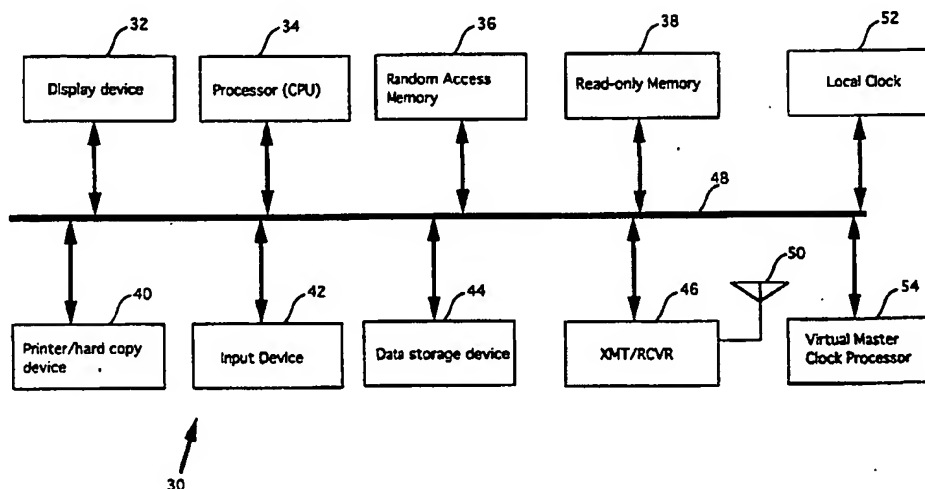 32
34
36
38
52
Display device
Processor (CPU)
Random Access
Memory
Read-only Memory
Local Clock
48
50
40
42
44
46
54
Printer/hard copy
device
Input Device
Data storage device
XMT/RCVR
Virtual Master
Clock Processor
30